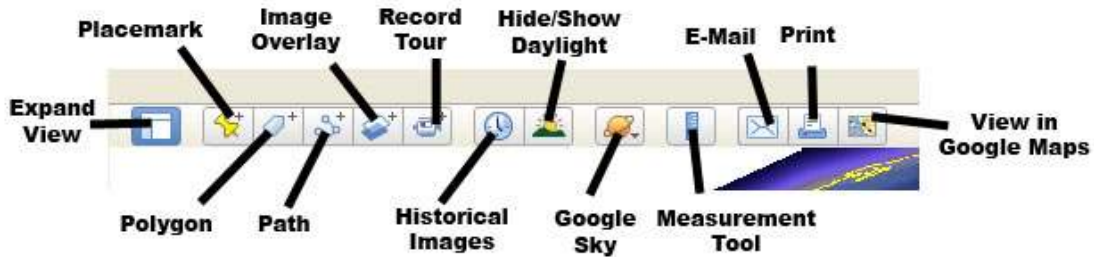 Placemark
Image
Overlay
Record
Tour
Hide/Show
Daylight
E-Mail
Print
Expand
View
View in
Google Maps
Polygon
Path
Historical
Images
Google
Sky
Measurement
Tool